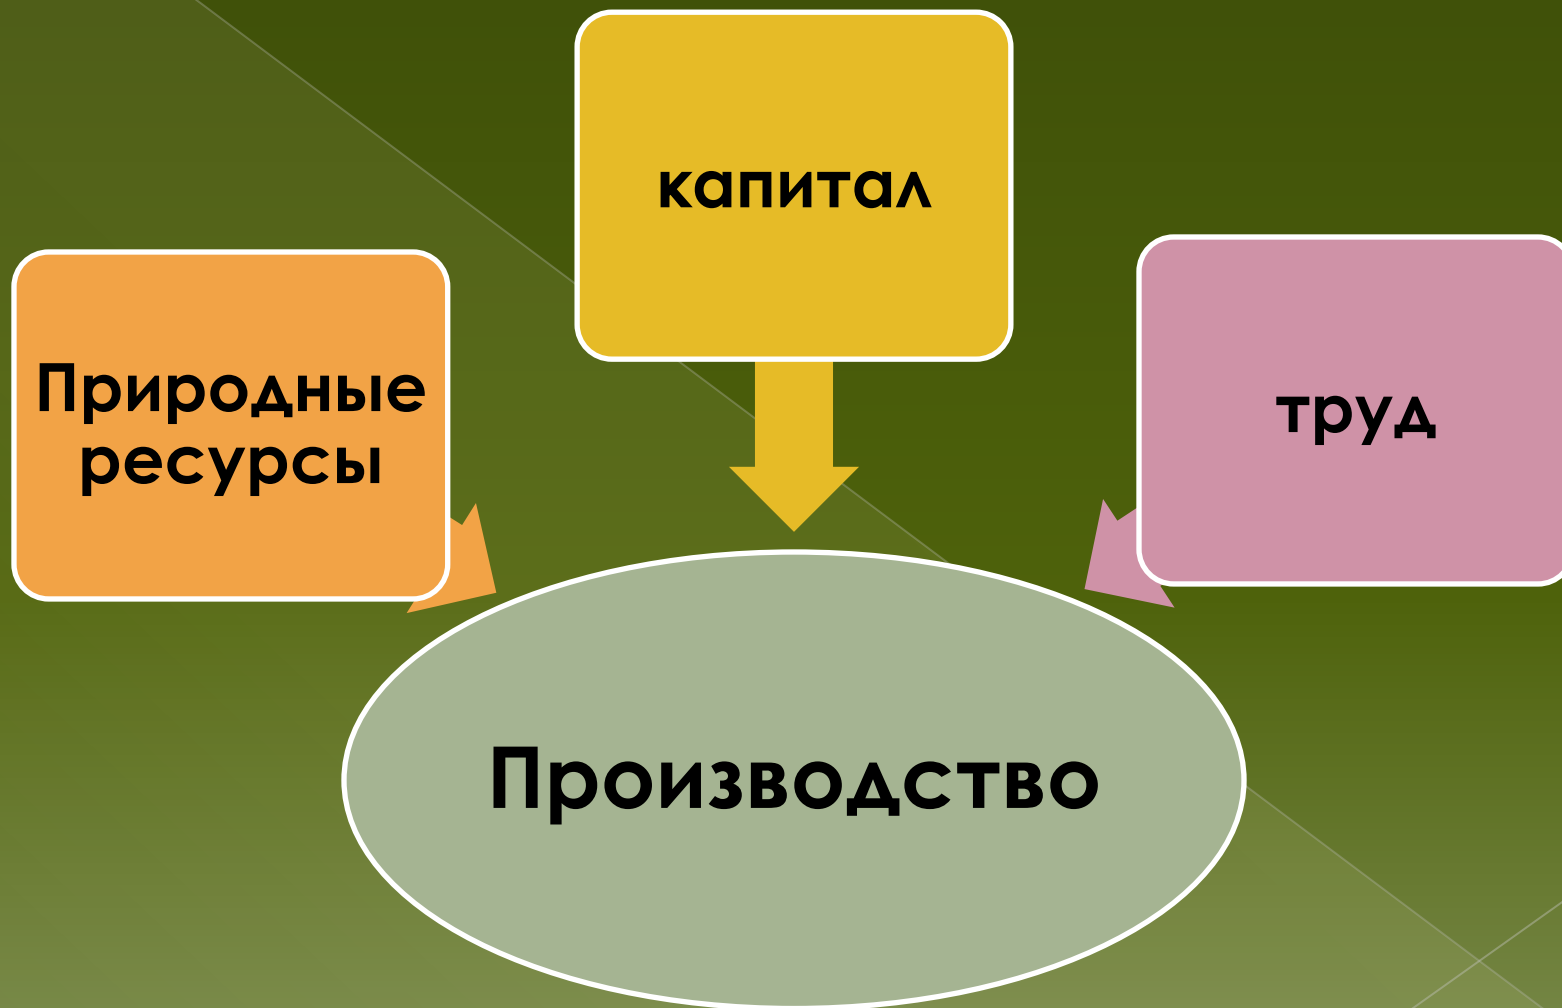 капитал
Природные
ресурсы
труд
Производство